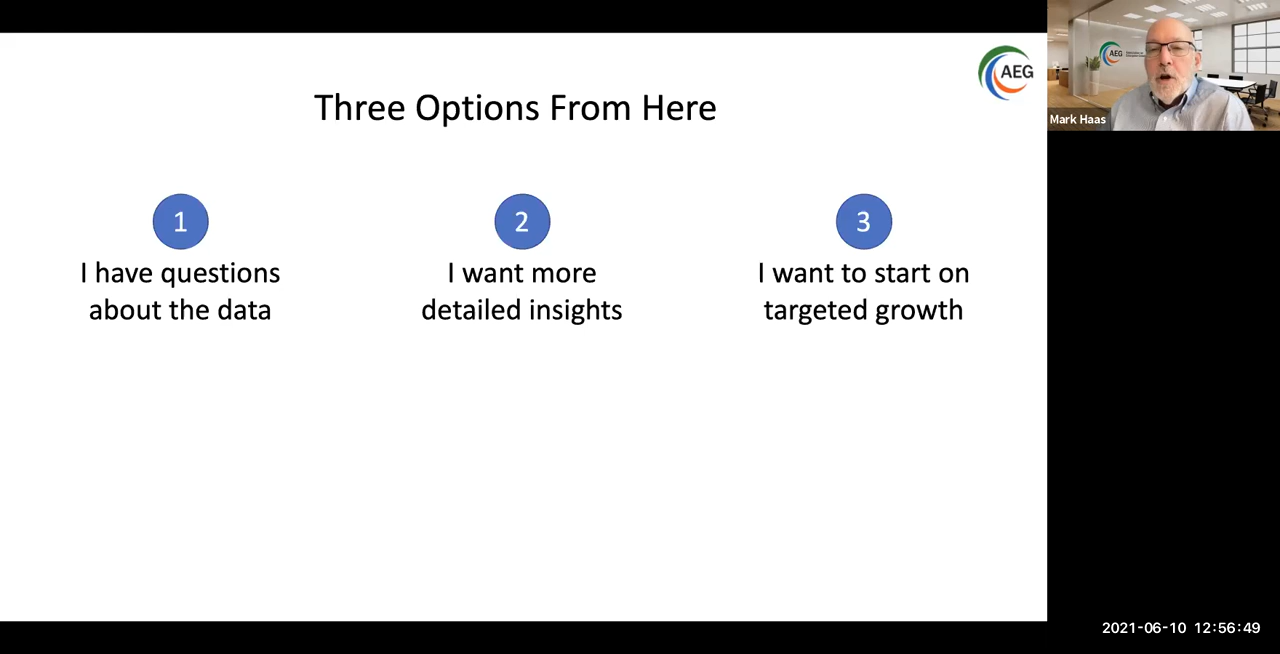 Three Options From Here
AEG
AEG
Mark Haas
1
I have questions
about the data
2
I want more
detailed insights
3
I want to start on
targeted growth
2021-06-10 12:56:49